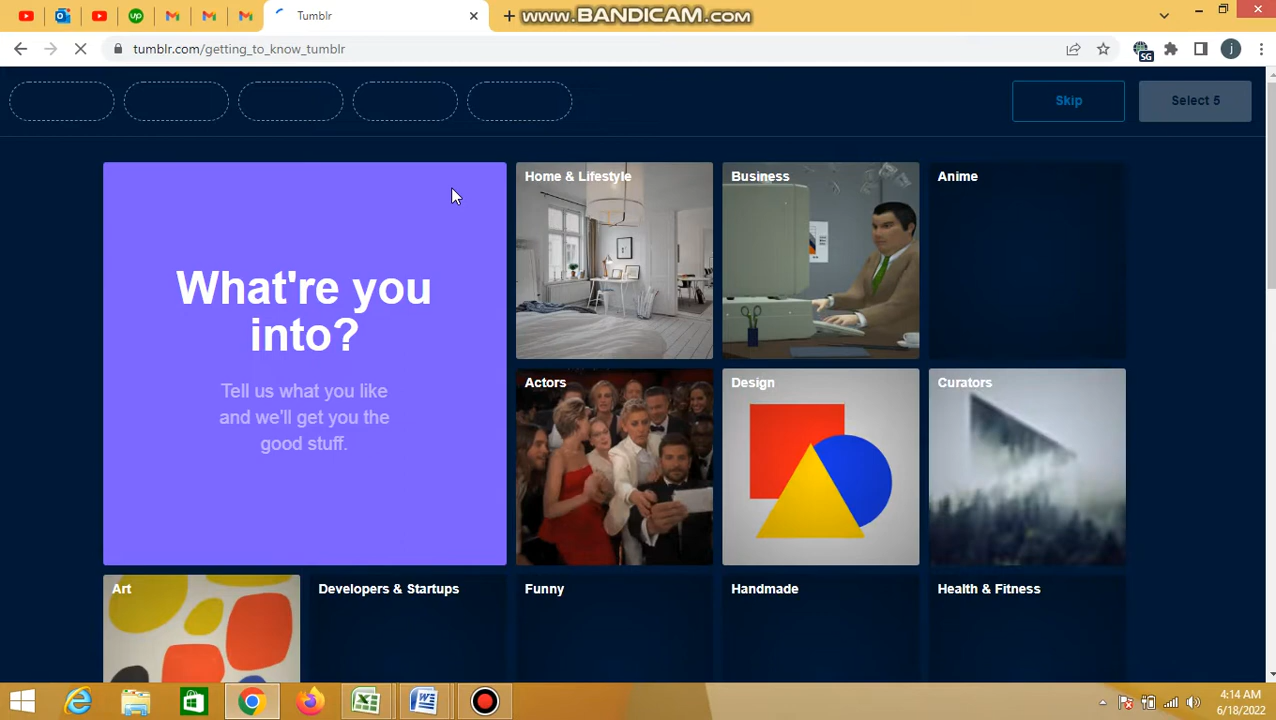 Tumblr
WWW.BANDICAM.COM
tumblr.com/getting_to_know_tumblr
SG
j
Skip
Select 5
What're you
into?
Tell us what you like
and we'll get you the
good stuff.
Home & Lifestyle
Business
Anime
Actors
Design
Curators
Art
Developers & Startups
Funny
Handmade
Health & Fitness
4:14 AM
6/18/2022